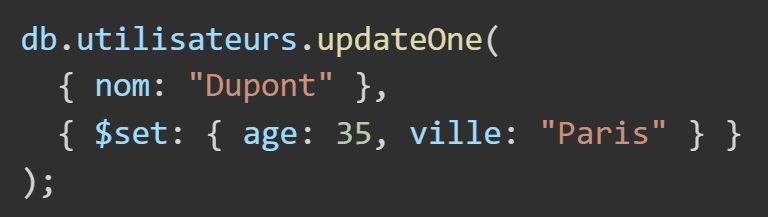 db.utilisateurs.updateOne(
  { nom: "Dupont" },
  { $set: { age: 35, ville: "Paris" } }
);